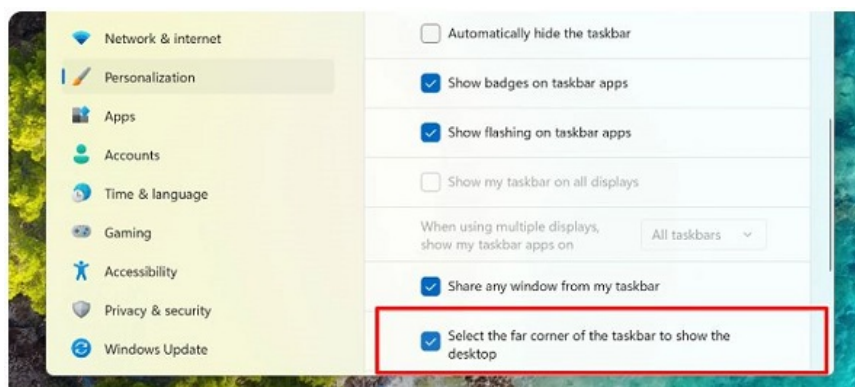 Network & internet
Personalization
Apps
Accounts
Time & language
Gaming
Accessibility
Privacy & security
Windows Update
Automatically hide the taskbar
Show badges on taskbar apps
Show flashing on taskbar apps
Show my taskbar on all displays
When using multiple displays,
show my taskbar apps on
All taskbars
Share any window from my taskbar
Select the far corner of the taskbar to show the
desktop